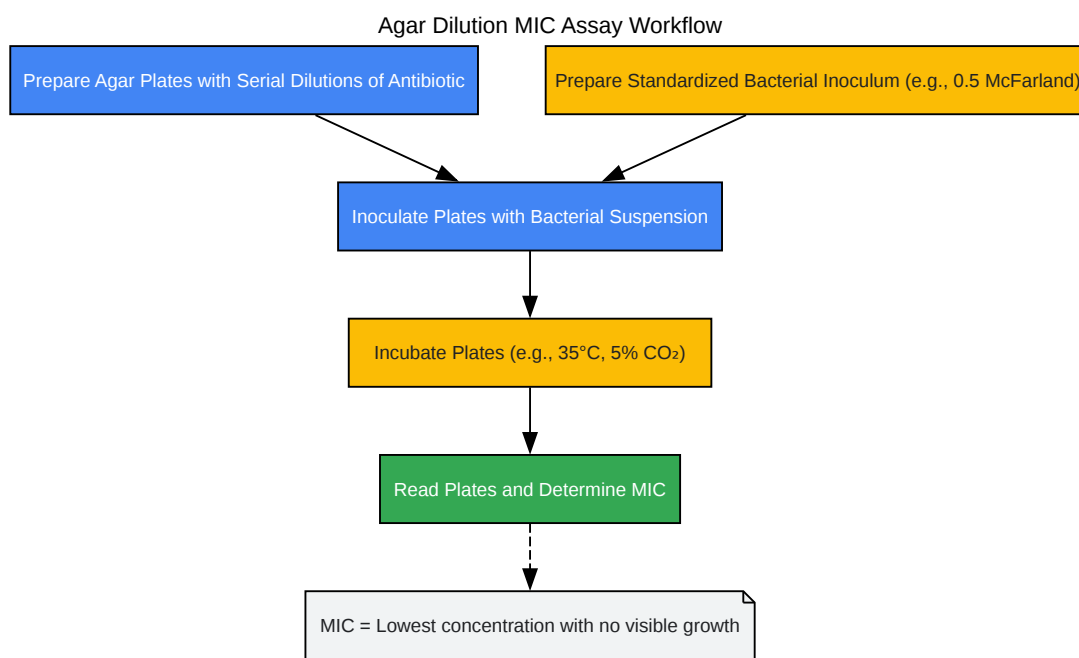 Agar Dilution MIC Assay Workflow
Prepare Agar Plates with Serial Dilutions of Antibiotic
Prepare Standardized Bacterial Inoculum (e.g., 0.5 McFarland)
Inoculate Plates with Bacterial Suspension
Incubate Plates (e.g., 35°C, 5% CO₂)
Read Plates and Determine MIC
MIC = Lowest concentration with no visible growth